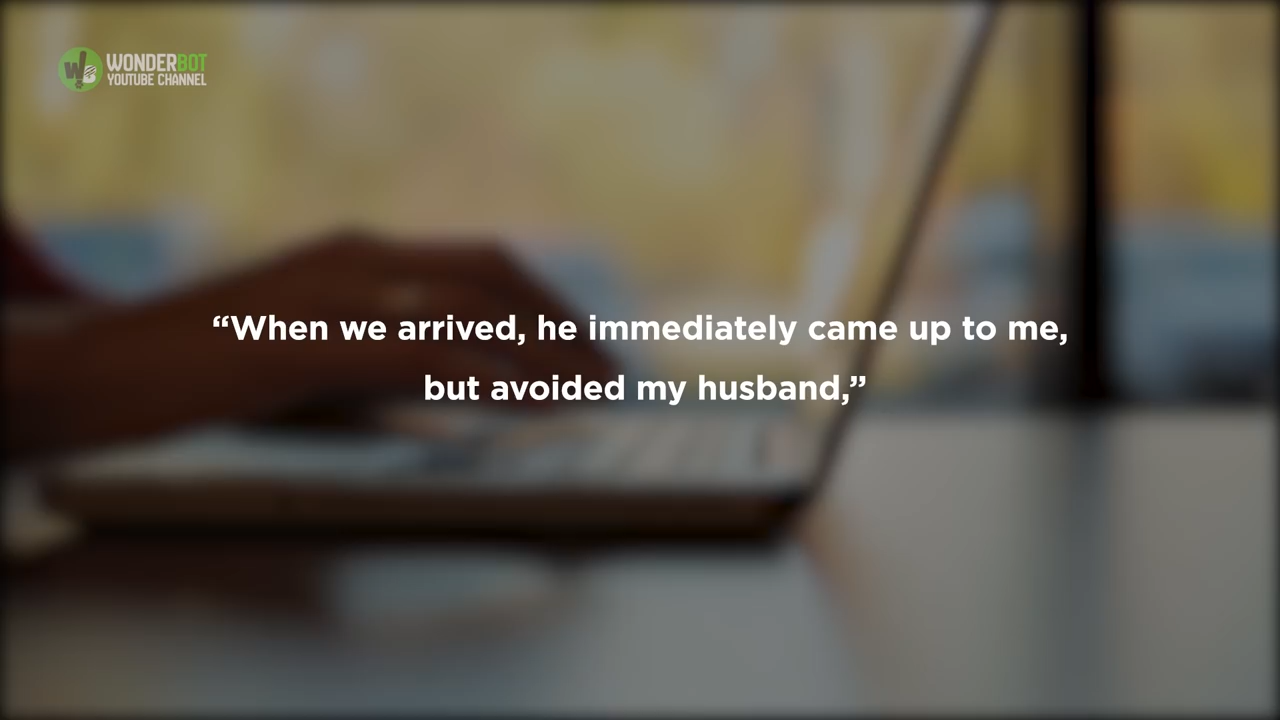 WONDERBOT
YOUTUBE CHANNEL
“When we arrived, he immediately came up to me,
but avoided my husband,”